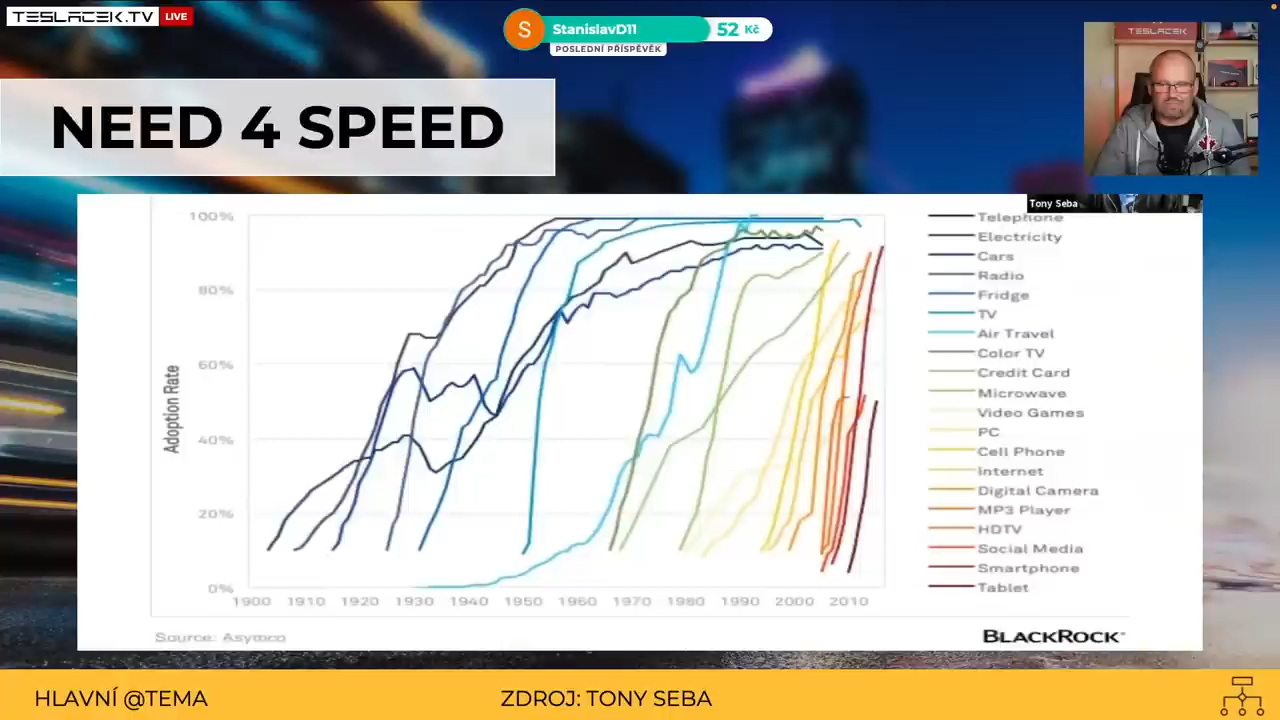 TESLACEK.TV LIVE
S StanislavD11 52 Kč
POSLEDNÍ PŘÍSPĚVEK
TESLACEK
NEED 4 SPEED
Tony Seba
100%
80%
60%
40%
20%
0%
Adoption Rate
1900 1910 1920 1930 1940 1950 1960 1970 1980 1990 2000 2010
Telephone
Electricity
Cars
Radio
Fridge
TV
Air Travel
Color TV
Credit Card
Microwave
Video Games
PC
Cell Phone
Internet
Digital Camera
MP3 Player
HDTV
Social Media
Smartphone
Tablet
Source: Asymco
BLACKROCK®
HLAVNÍ @TEMA
ZDROJ: TONY SEBA